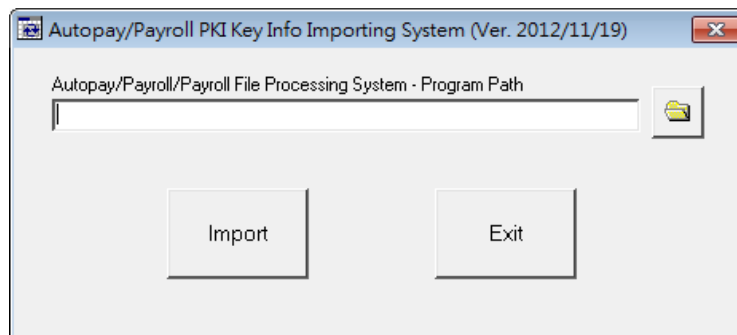 Autopay/Payroll PKI Key Info Importing System (Ver. 2012/11/19)
Autopay/Payroll/Payroll File Processing System - Program Path
Import
Exit